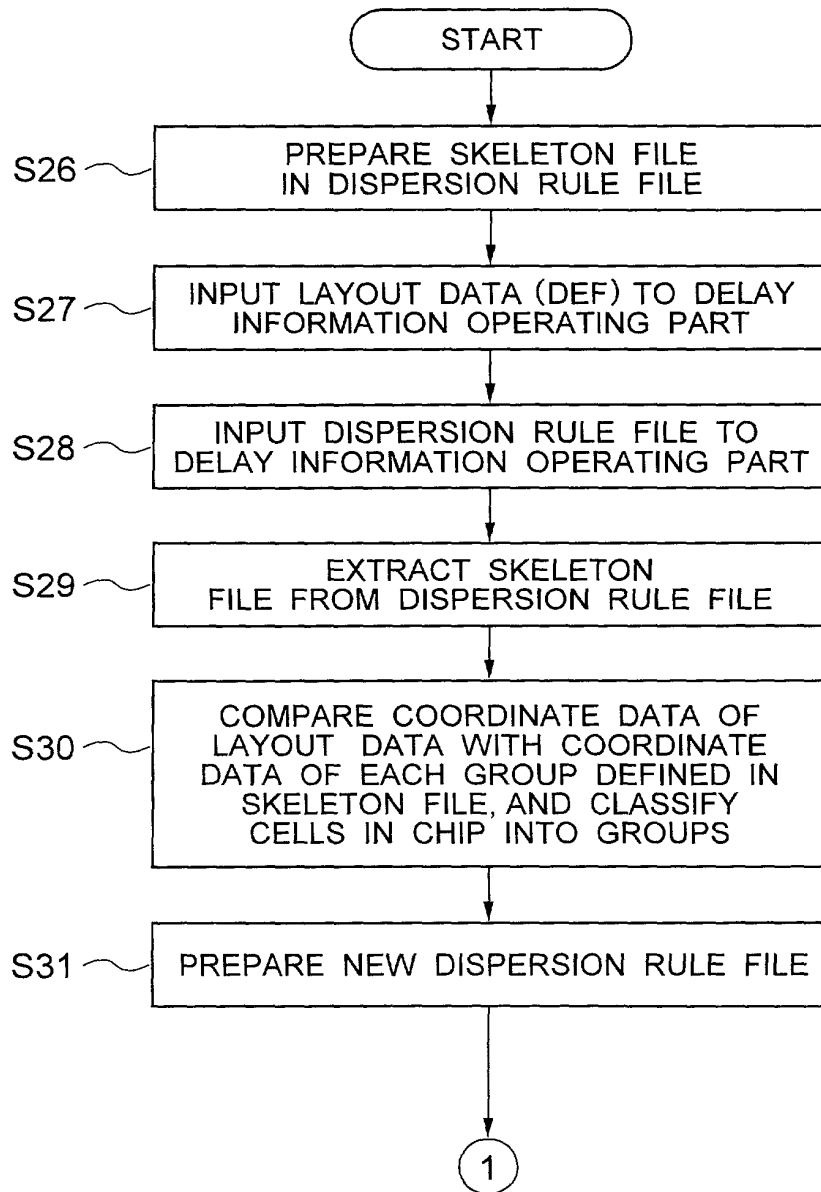 START
S26
PREPARE SKELETON FILE
IN DISPERSION RULE FILE
S27
INPUT LAYOUT DATA (DEF) TO DELAY
INFORMATION OPERATING PART
S28
INPUT DISPERSION RULE FILE TO
DELAY INFORMATION OPERATING PART
S29
EXTRACT SKELETON
FILE FROM DISPERSION RULE FILE
S30
COMPARE COORDINATE DATA OF
LAYOUT DATA WITH COORDINATE
DATA OF EACH GROUP DEFINED IN
SKELETON FILE, AND CLASSIFY
CELLS IN CHIP INTO GROUPS
S31
PREPARE NEW DISPERSION RULE FILE
1